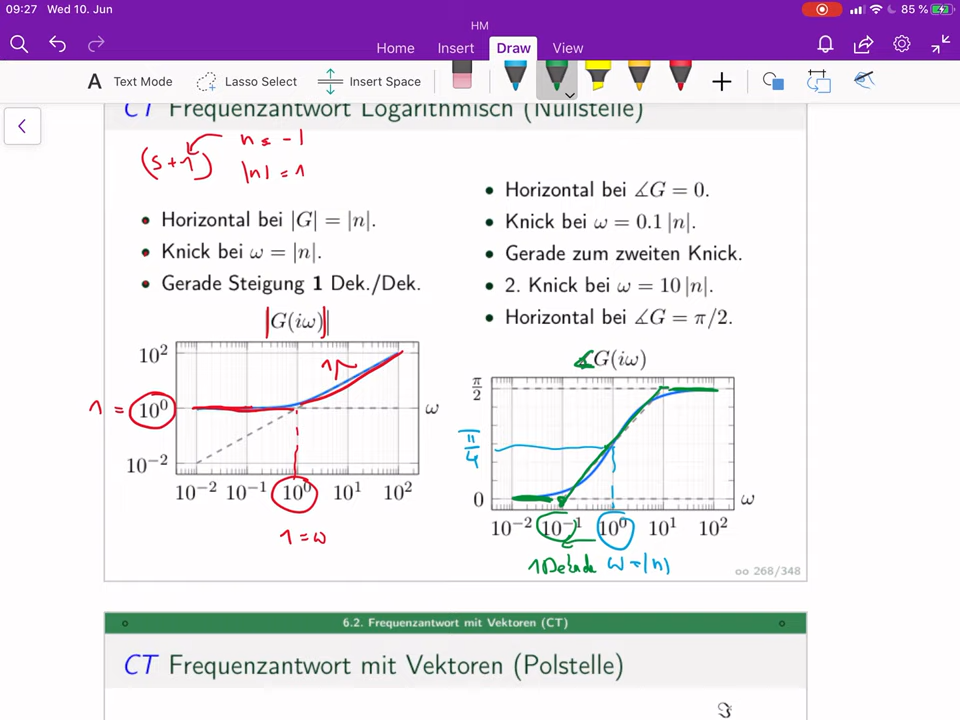 09:27 Wed 10. Jun
85 %
HM
Home Insert Draw View
A Text Mode Lasso Select Insert Space
CT Frequenzantwort Logarithmisch (Nullstelle)
(s+1) n = -1
|n| = 1
• Horizontal bei |G| = |n|.
• Knick bei ω = |n|.
• Gerade Steigung 1 Dek./Dek.
|G(iω)|
10² 
1
1 = 10⁰
ω
10⁻²
10⁻² 10⁻¹ 10⁰ 10¹ 10²
1 = ω
• Horizontal bei ∡G = 0.
• Knick bei ω = 0.1 |n|.
• Gerade zum zweiten Knick.
• 2. Knick bei ω = 10 |n|.
• Horizontal bei ∡G = π/2.
∡G(iω)
π/2
π/4
0
ω
10⁻² 10⁻¹ 10⁰ 10¹ 10²
1 Dekade ω = |n|
268/348
6.2. Frequenzantwort mit Vektoren (CT)
CT Frequenzantwort mit Vektoren (Polstelle)
ℑ